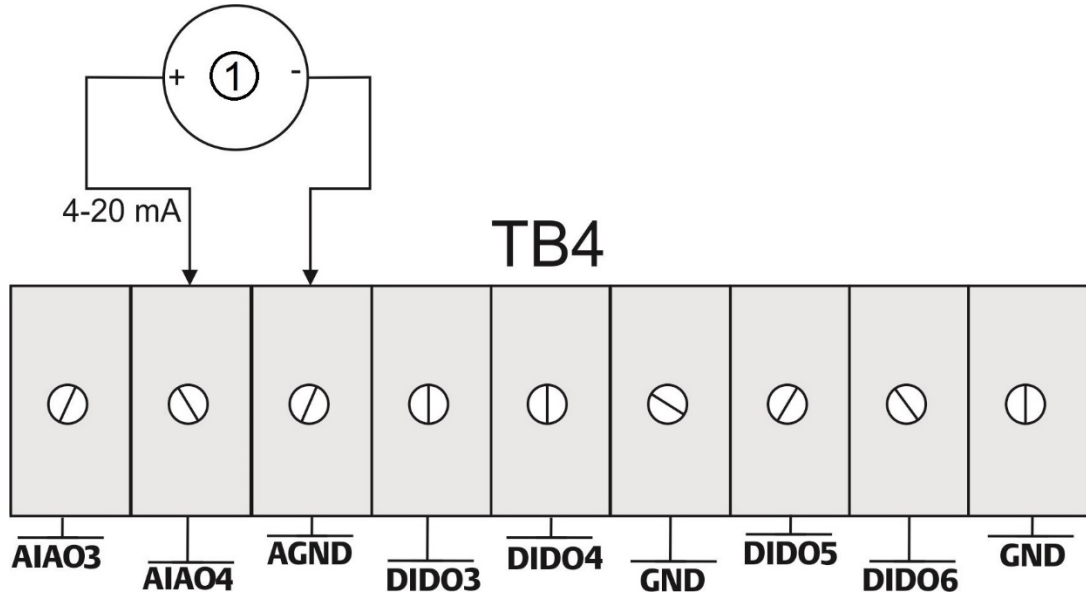 + 1 -
4-20 mA
TB4
AIAO3
AIAO4
AGND
DIDO3
DIDO4
GND
DIDO5
DIDO6
GND